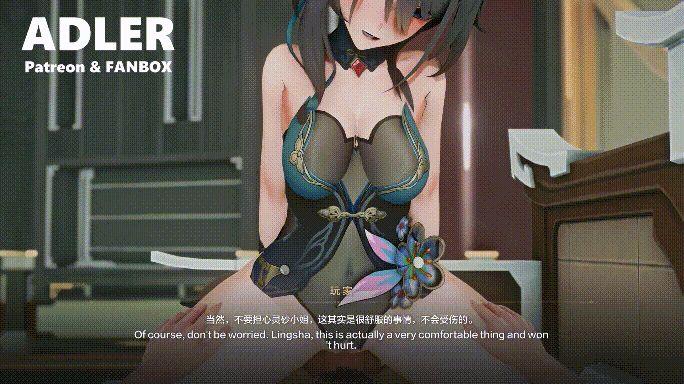 ADLER
Patreon & FANBOX
玩家
当然，不要担心灵砂小姐，这其实是很舒服的事情，不会受伤的。
Of course, don't be worried. Lingsha, this is actually a very comfortable thing and won
't hurt.